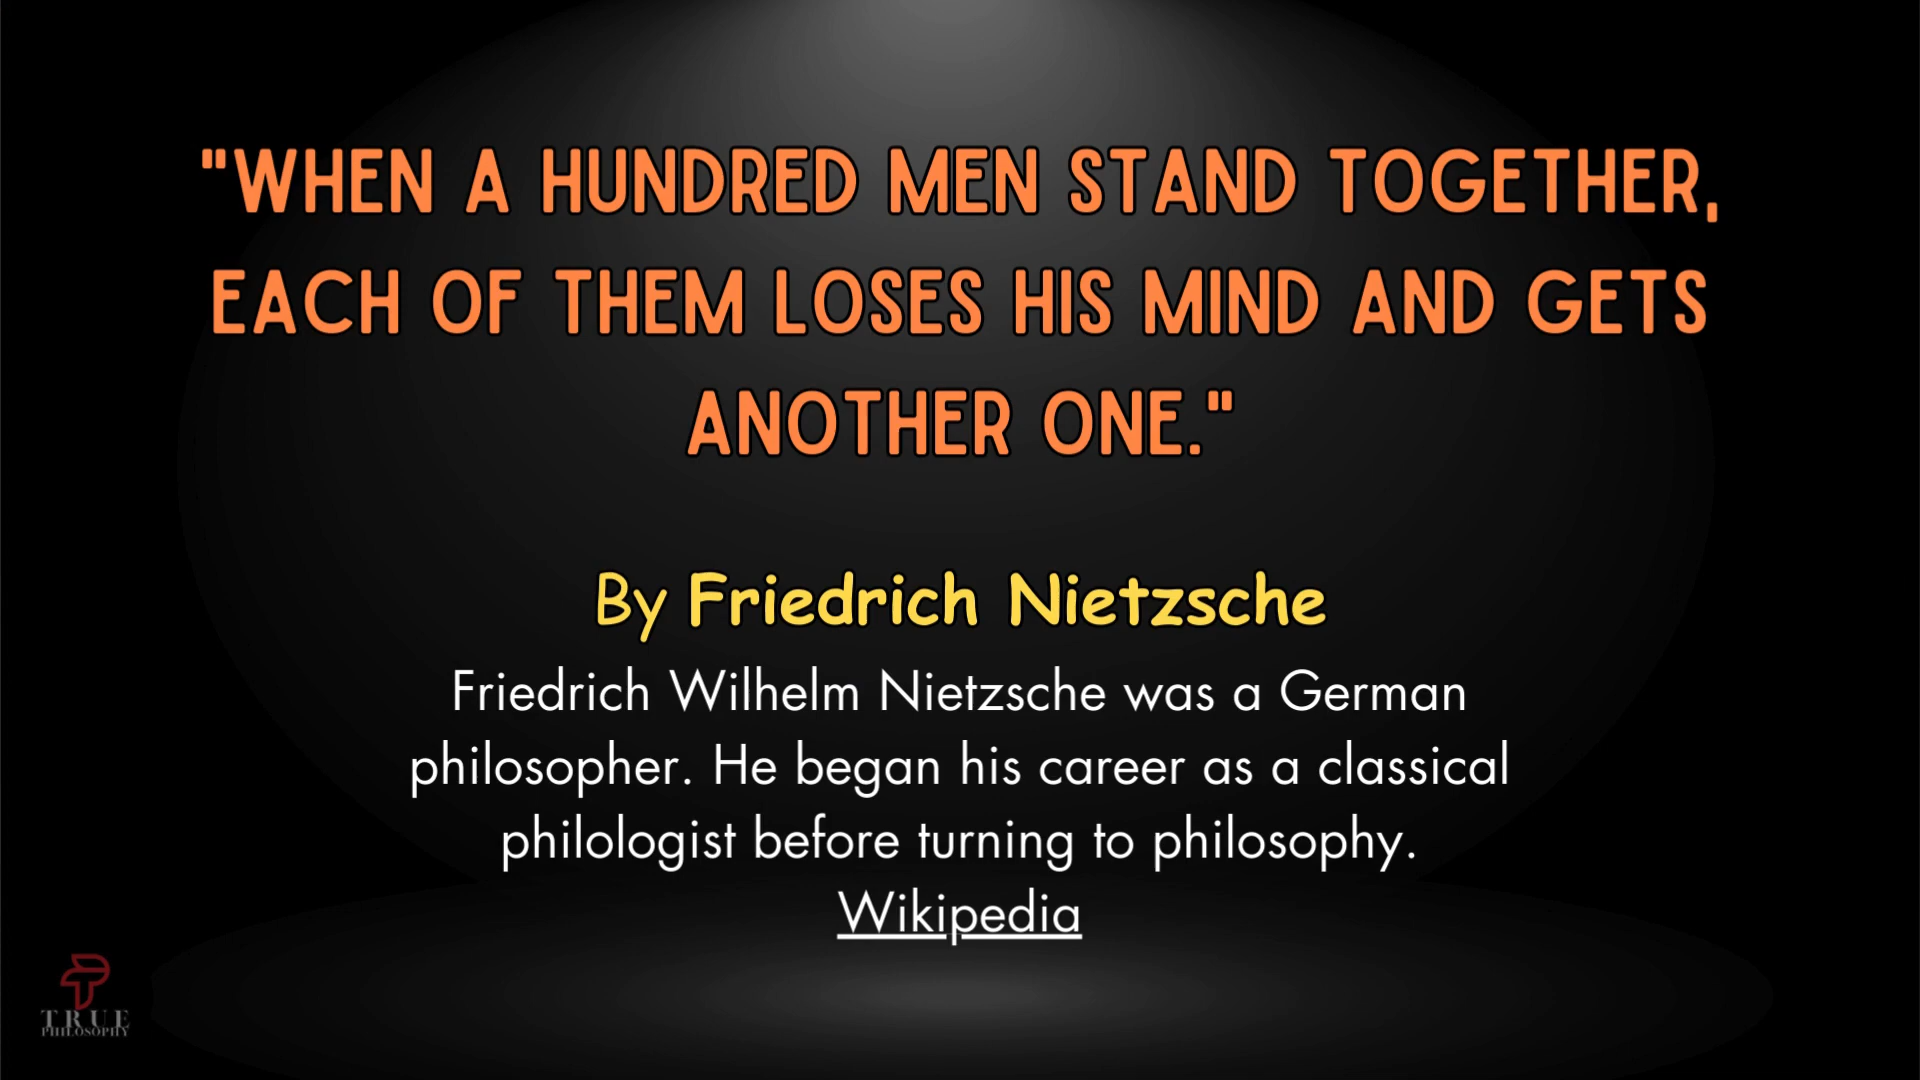 "WHEN A HUNDRED MEN STAND TOGETHER,
EACH OF THEM LOSES HIS MIND AND GETS
ANOTHER ONE."
By Friedrich Nietzsche
Friedrich Wilhelm Nietzsche was a German
philosopher. He began his career as a classical
philologist before turning to philosophy.
Wikipedia
TRUE
PHILOSOPHY